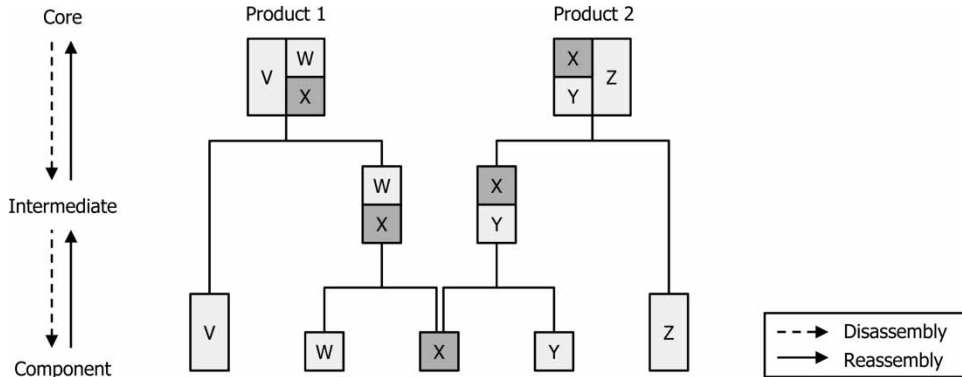 Core
Product 1
Product 2
V
W
X
X
Y
Z
Intermediate
W
X
X
Y
V
W
X
Y
Z
Component
Disassembly
Reassembly